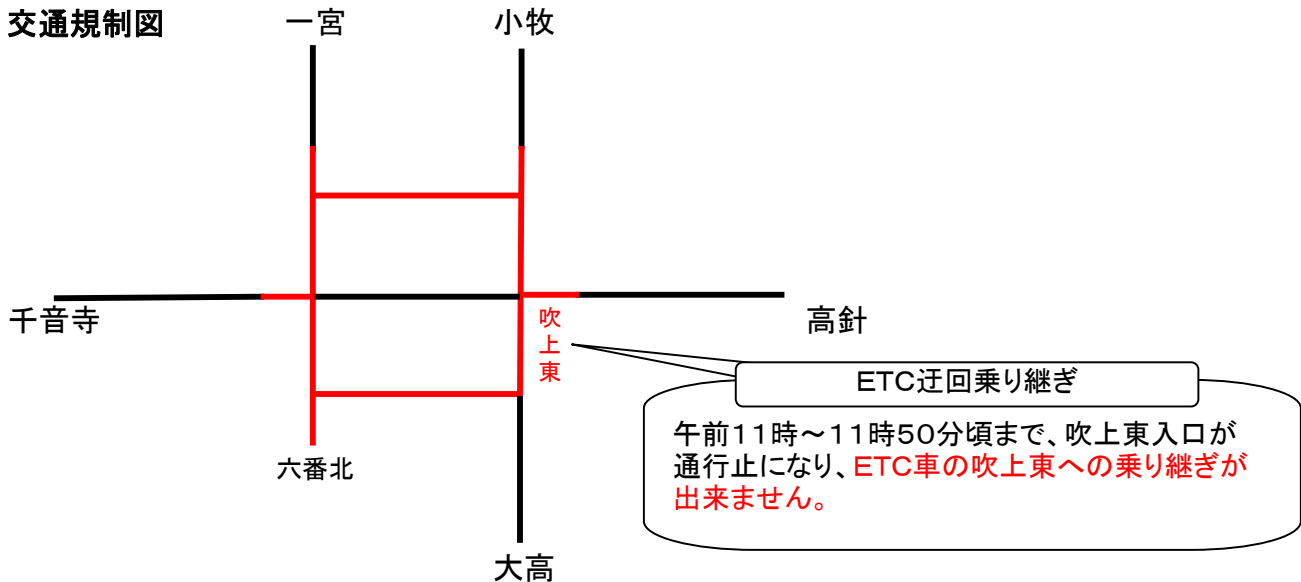 交通規制図
一宮
小牧
千音寺
吹上東
高針
ETC迂回乗り継ぎ
午前11時~11時50分頃まで、吹上東入口が
通行止になり、ETC車の吹上東への乗り継ぎが
出来ません。
六番北
大高